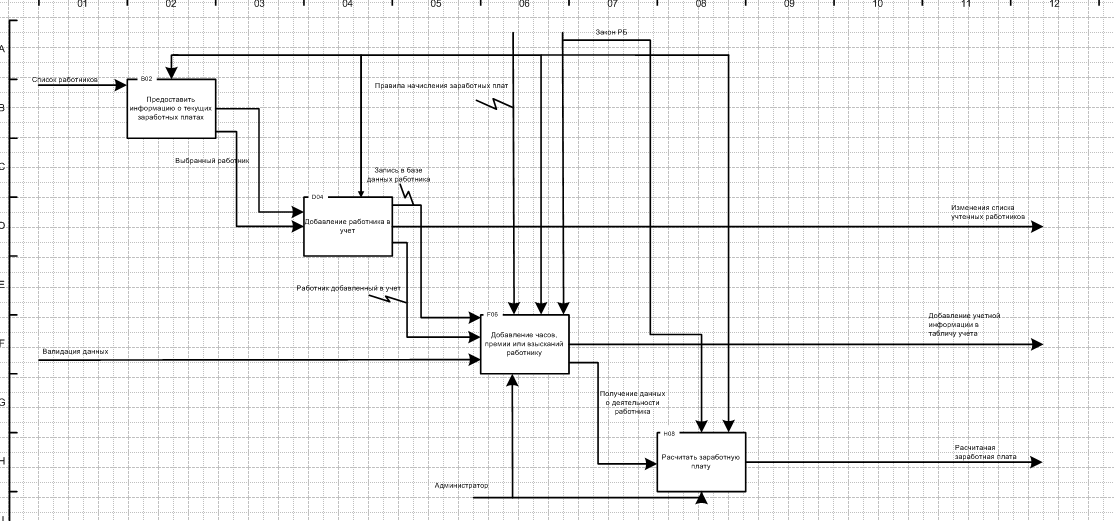 01 02 03 04 05 06 07 08 09 10 11 12
A
B
C
D
E
F
G
H
Закон РБ
Список работников
B02
Предоставить
информацию о текущих
заработных платах
Правила начисления заработных плат
Выбранный работник
Запись в базе
данных работника
D04
Добавление работника в
учет
Изменения списка
учтенных работников
Работник добавленный в учет
F06
Добавление часов,
премии или взысканий
работнику
Добавление учетной
информации в
таблицу учета
Валидация данных
Получение данных
о деятельности
работника
H08
Расчитать заработную
плату
Расчитаная
заработная плата
Администратор